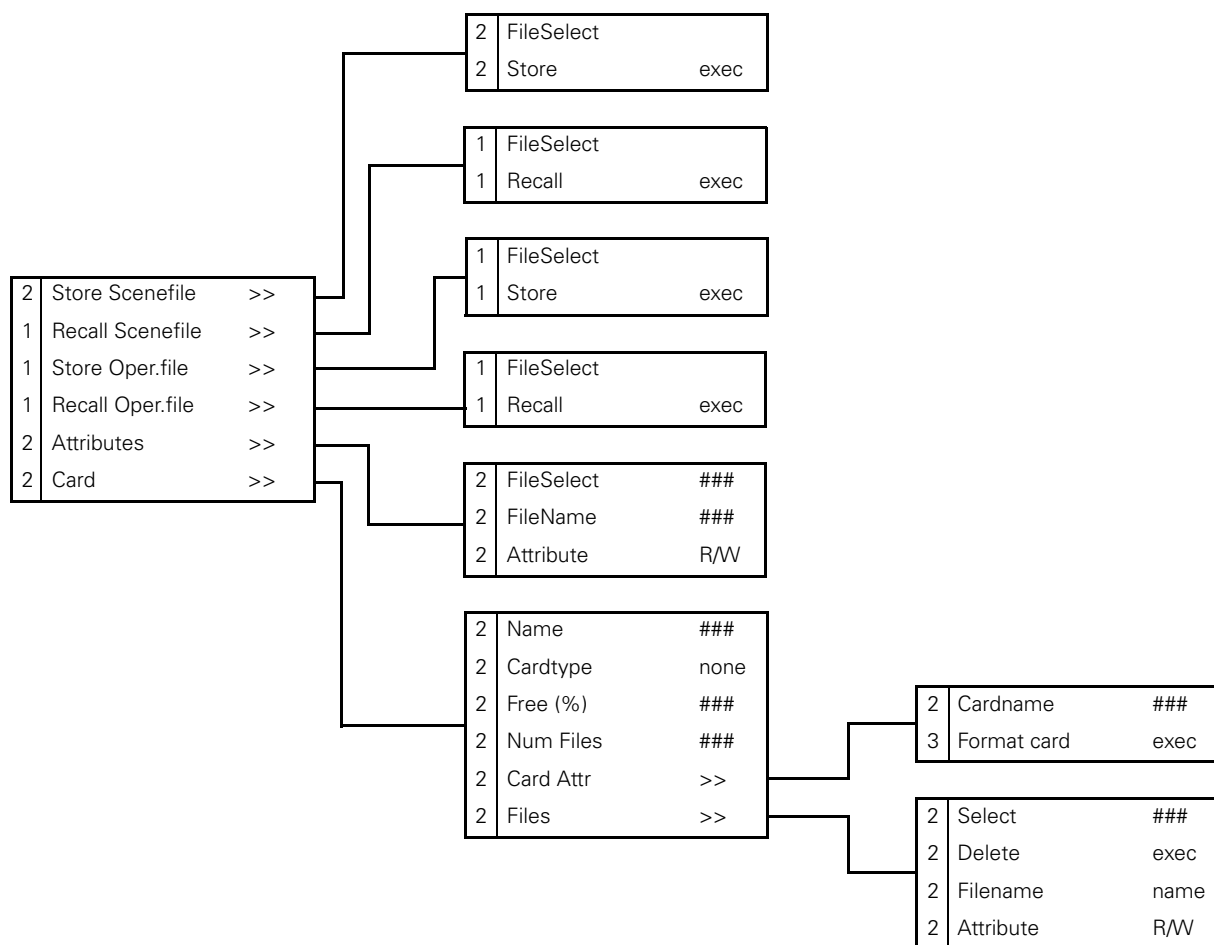 2 FileSelect
2 Store exec
1 FileSelect
1 Recall exec
1 FileSelect
1 Store exec
2 Store Scenefile >>
1 Recall Scenefile >>
1 Store Oper.file >>
1 Recall Oper.file >>
2 Attributes >>
2 Card >>
1 FileSelect
1 Recall exec
2 FileSelect ###
2 FileName ###
2 Attribute R/W
2 Name ###
2 Cardtype none
2 Free (%) ###
2 Num Files ###
2 Card Attr >>
2 Files >>
2 Cardname ###
3 Format card exec
2 Select ###
2 Delete exec
2 Filename name
2 Attribute R/W